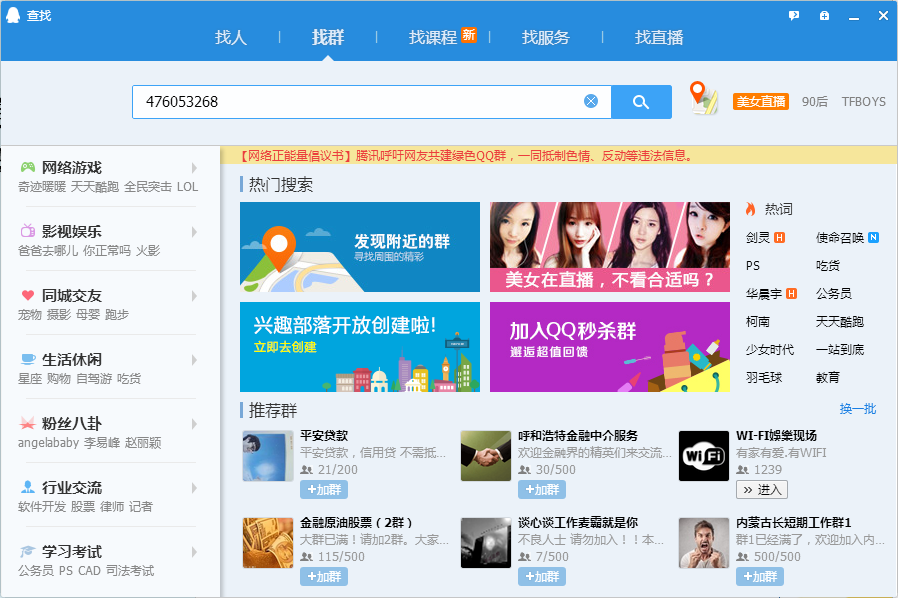 查找
找人 找群 找课程 新 找服务 找直播
476053268
美女直播 90后 TFBOYS
【网络正能量倡议书】腾讯呼吁网友共建绿色QQ群，一同抵制色情、反动等违法信息。
网络游戏
奇迹暖暖 天天酷跑 全民突击 LOL
影视娱乐
爸爸去哪儿 你正常吗 火影
同城交友
宠物 摄影 母婴 跑步
生活休闲
星座 购物 自驾游 吃货
粉丝八卦
angelababy 李易峰 赵丽颖
行业交流
软件开发 股票 律师 记者
学习考试
公务员 PS CAD 司法考试
热门搜索
发现附近的群
寻找周围的精彩
美女在直播，不看合适吗？
兴趣部落开放创建啦!
立即去创建
加入QQ秒杀群
邂逅超值回馈
热词
剑灵 H 使命召唤 N
PS 吃货
华晨宇 H 公务员
柯南 天天酷跑
少女时代 一站到底
羽毛球 教育
推荐群 换一批
平安贷款
平安贷款，信用贷 不需抵...
21/200
+加群
呼和浩特金融中介服务
欢迎金融界的精英们来交流...
30/500
+加群
WiFi
WI-FI娛樂现场
有家有爱.有WIFI
1239
» 进入
金融原油股票（2群）
大群已满！请加2群。大家...
115/500
+加群
谈心谈工作麦霸就是你
不良人士 请勿加入！！本...
7/500
+加群
内蒙古长短期工作群1
群1已经满了，欢迎加入内...
500/500
+加群